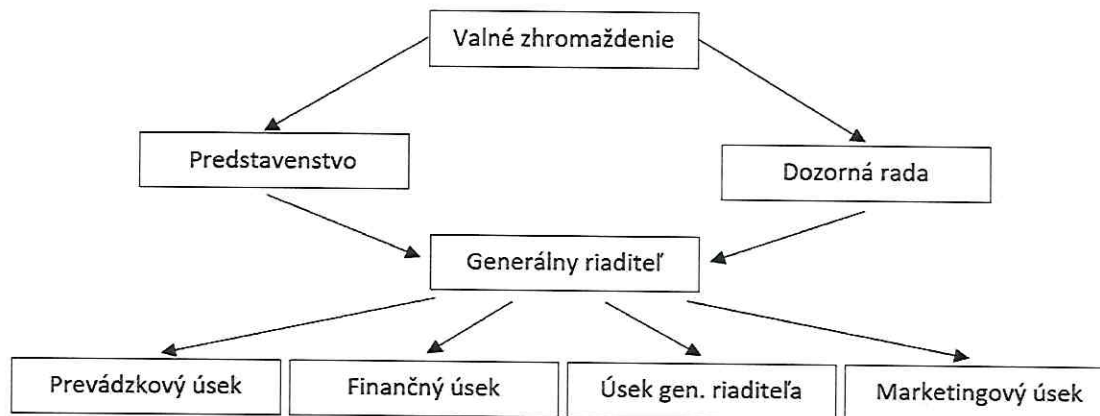 Valné zhromaždenie
Predstavenstvo
Dozorná rada
Generálny riaditeľ
Prevádzkový úsek
Finančný úsek
Úsek gen. riaditeľa
Marketingový úsek